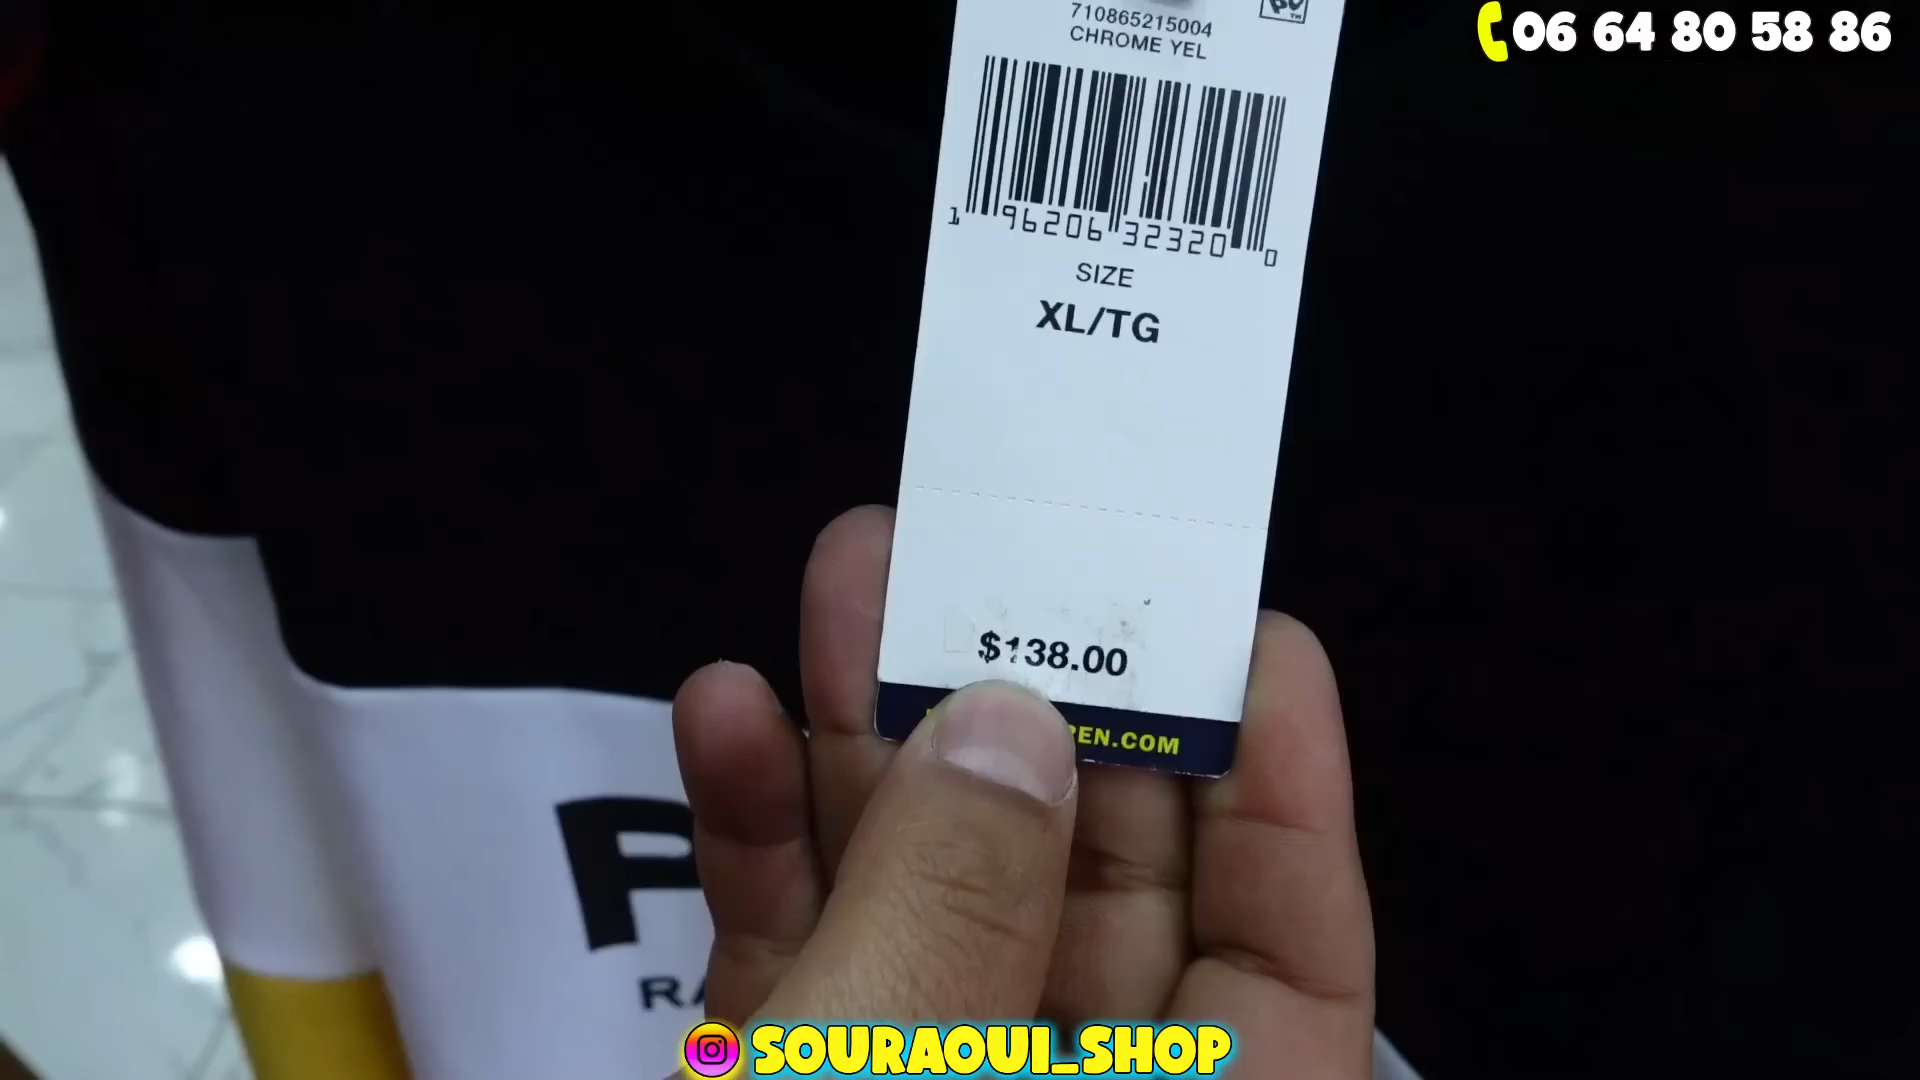 06 64 80 58 86
710865215004
CHROME YEL
1 96206 32320 0
SIZE
XL/TG
$138.00
EN.COM
P
RA
SOURAOUI_SHOP